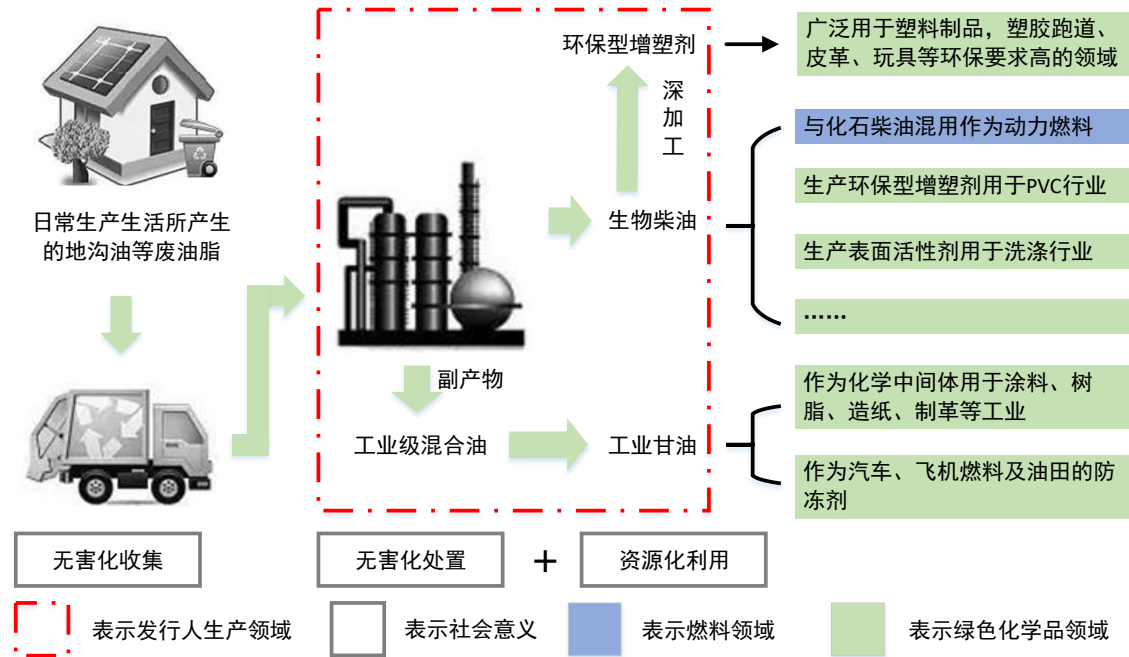 环保型增塑剂
广泛用于塑料制品，塑胶跑道、
皮革、玩具等环保要求高的领域
深
加
工
与化石柴油混用作为动力燃料
生产环保型增塑剂用于PVC行业
生物柴油
生产表面活性剂用于洗涤行业
……
日常生产生活所产生
的地沟油等废油脂
副产物
工业级混合油
工业甘油
作为化学中间体用于涂料、树
脂、造纸、制革等工业
作为汽车、飞机燃料及油田的防
冻剂
无害化收集
无害化处置
+
资源化利用
表示发行人生产领域
表示社会意义
表示燃料领域
表示绿色化学品领域